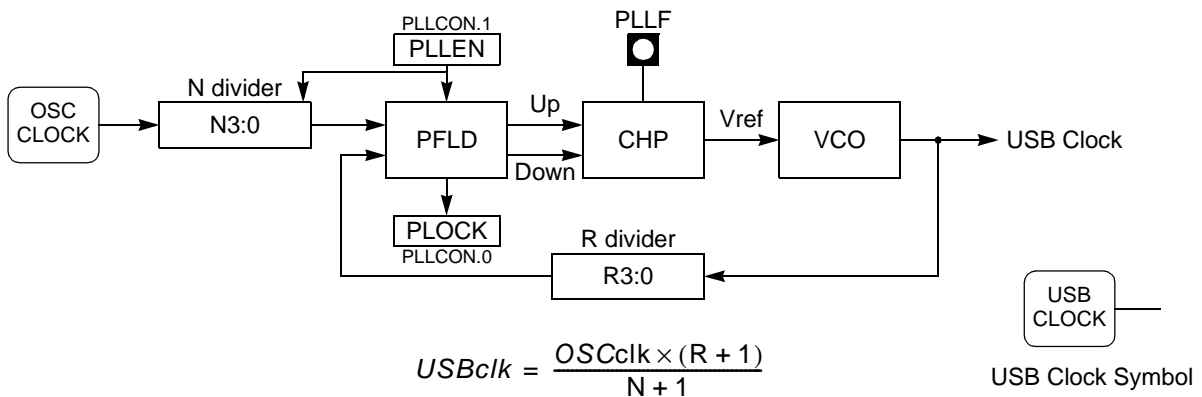 PLLCON.1
PLLEN
PLLF
OSC
CLOCK
N divider
N3:0
PFLD
Up
Down
CHP
Vref
VCO
USB Clock
PLOCK
PLLCON.0
R divider
R3:0
USB
CLOCK
USB Clock Symbol
USBclk = OSCclk × (R + 1)
N + 1